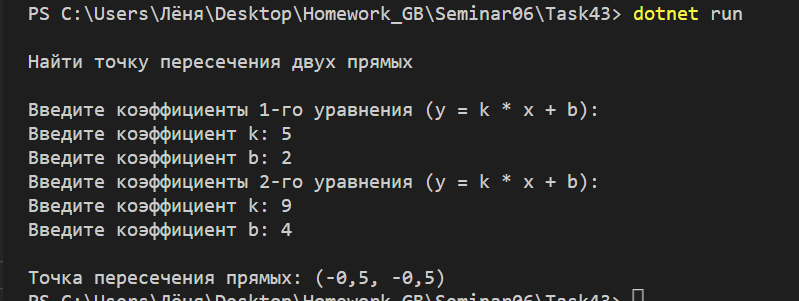 PS C:\Users\Лёня\Desktop\Homework_GB\Seminar06\Task43> dotnet run
Найти точку пересечения двух прямых
Введите коэффициенты 1-го уравнения (y = k * x + b):
Введите коэффициент k: 5
Введите коэффициент b: 2
Введите коэффициенты 2-го уравнения (y = k * x + b):
Введите коэффициент k: 9
Введите коэффициент b: 4
Точка пересечения прямых: (-0,5, -0,5)
PS C:\Users\Лёня\Desktop\Homework_GB\Seminar06\Task43>